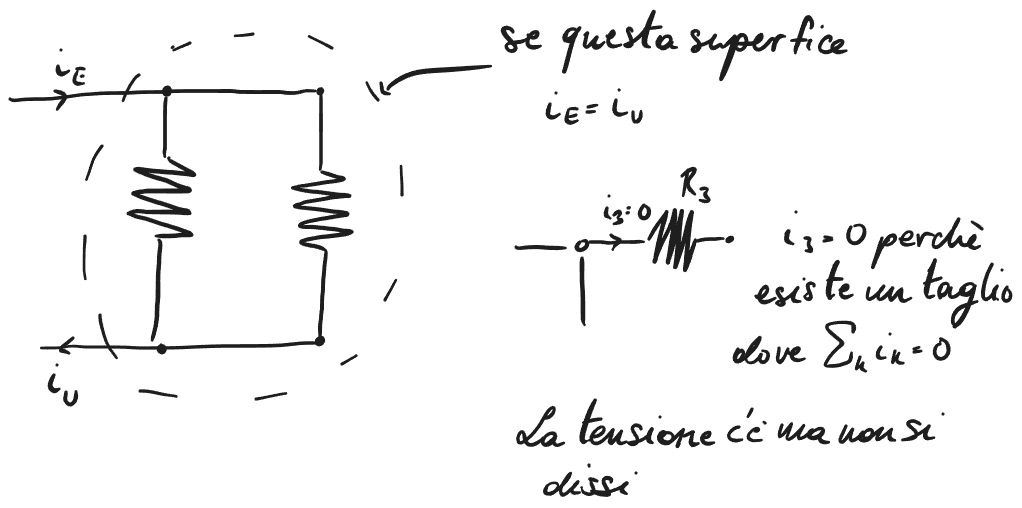 se questa superfice
i_E = i_U
i_E
R_3
i_3=0
i_3 = 0 perchè
esiste un taglio
dove ∑_k i_k = 0
i_U
La tensione c'è ma non si
dissi